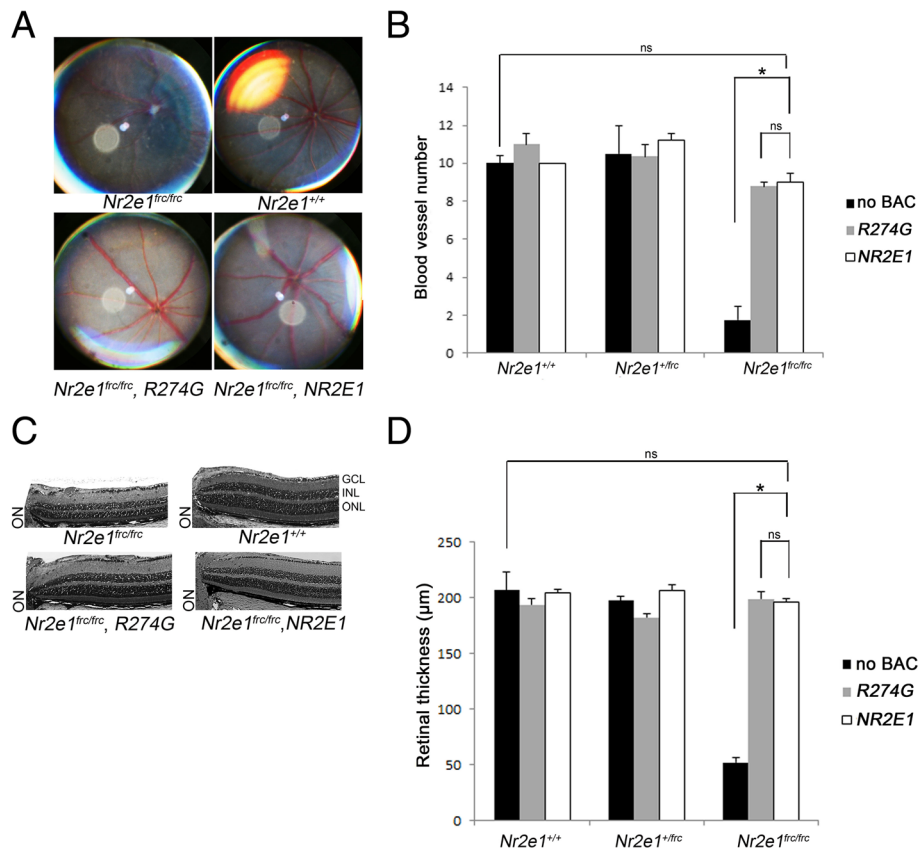 A
Nr2e1frc/frc
Nr2e1+/+
Nr2e1frc/frc, R274G
Nr2e1frc/frc, NR2E1
B
ns
*
ns
Blood vessel number
14
12
10
8
6
4
2
0
Nr2e1+/+
Nr2e1+/frc
Nr2e1frc/frc
no BAC
R274G
NR2E1
C
GCL
INL
ONL
ON
ON
Nr2e1frc/frc
Nr2e1+/+
ON
ON
Nr2e1frc/frc, R274G
Nr2e1frc/frc,NR2E1
D
ns
*
ns
Retinal thickness (µm)
250
200
150
100
50
0
Nr2e1+/+
Nr2e1+/frc
Nr2e1frc/frc
no BAC
R274G
NR2E1